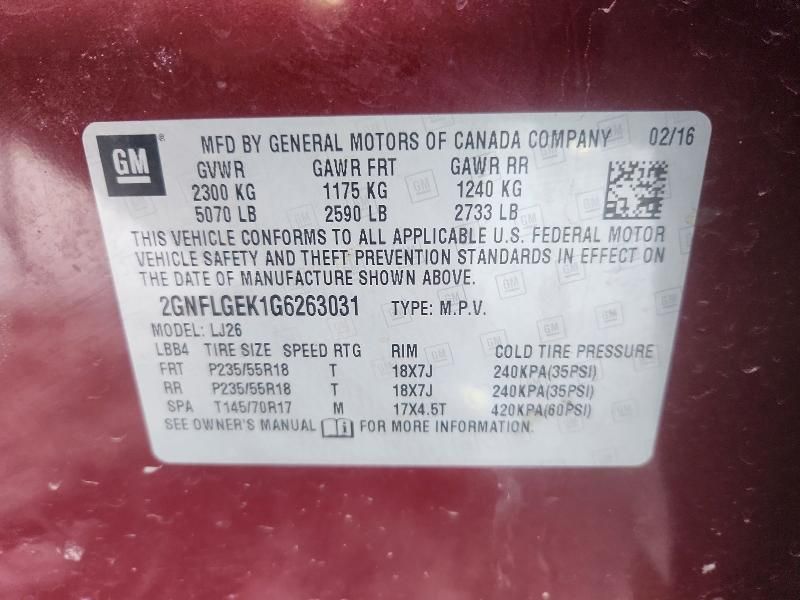 GM® MFD BY GENERAL MOTORS OF CANADA COMPANY 02/16
GVWR GAWR FRT GAWR RR
2300 KG 1175 KG 1240 KG
5070 LB 2590 LB 2733 LB
THIS VEHICLE CONFORMS TO ALL APPLICABLE U.S. FEDERAL MOTOR
VEHICLE SAFETY AND THEFT PREVENTION STANDARDS IN EFFECT ON
THE DATE OF MANUFACTURE SHOWN ABOVE.
2GNFLGEK1G6263031 TYPE: M.P.V.
MODEL: LJ26
LBB4 TIRE SIZE SPEED RTG RIM COLD TIRE PRESSURE
FRT P235/55R18 T 18X7J 240KPA(35PSI)
RR P235/55R18 T 18X7J 240KPA(35PSI)
SPA T145/70R17 M 17X4.5T 420KPA(60PSI)
SEE OWNER'S MANUAL i FOR MORE INFORMATION.